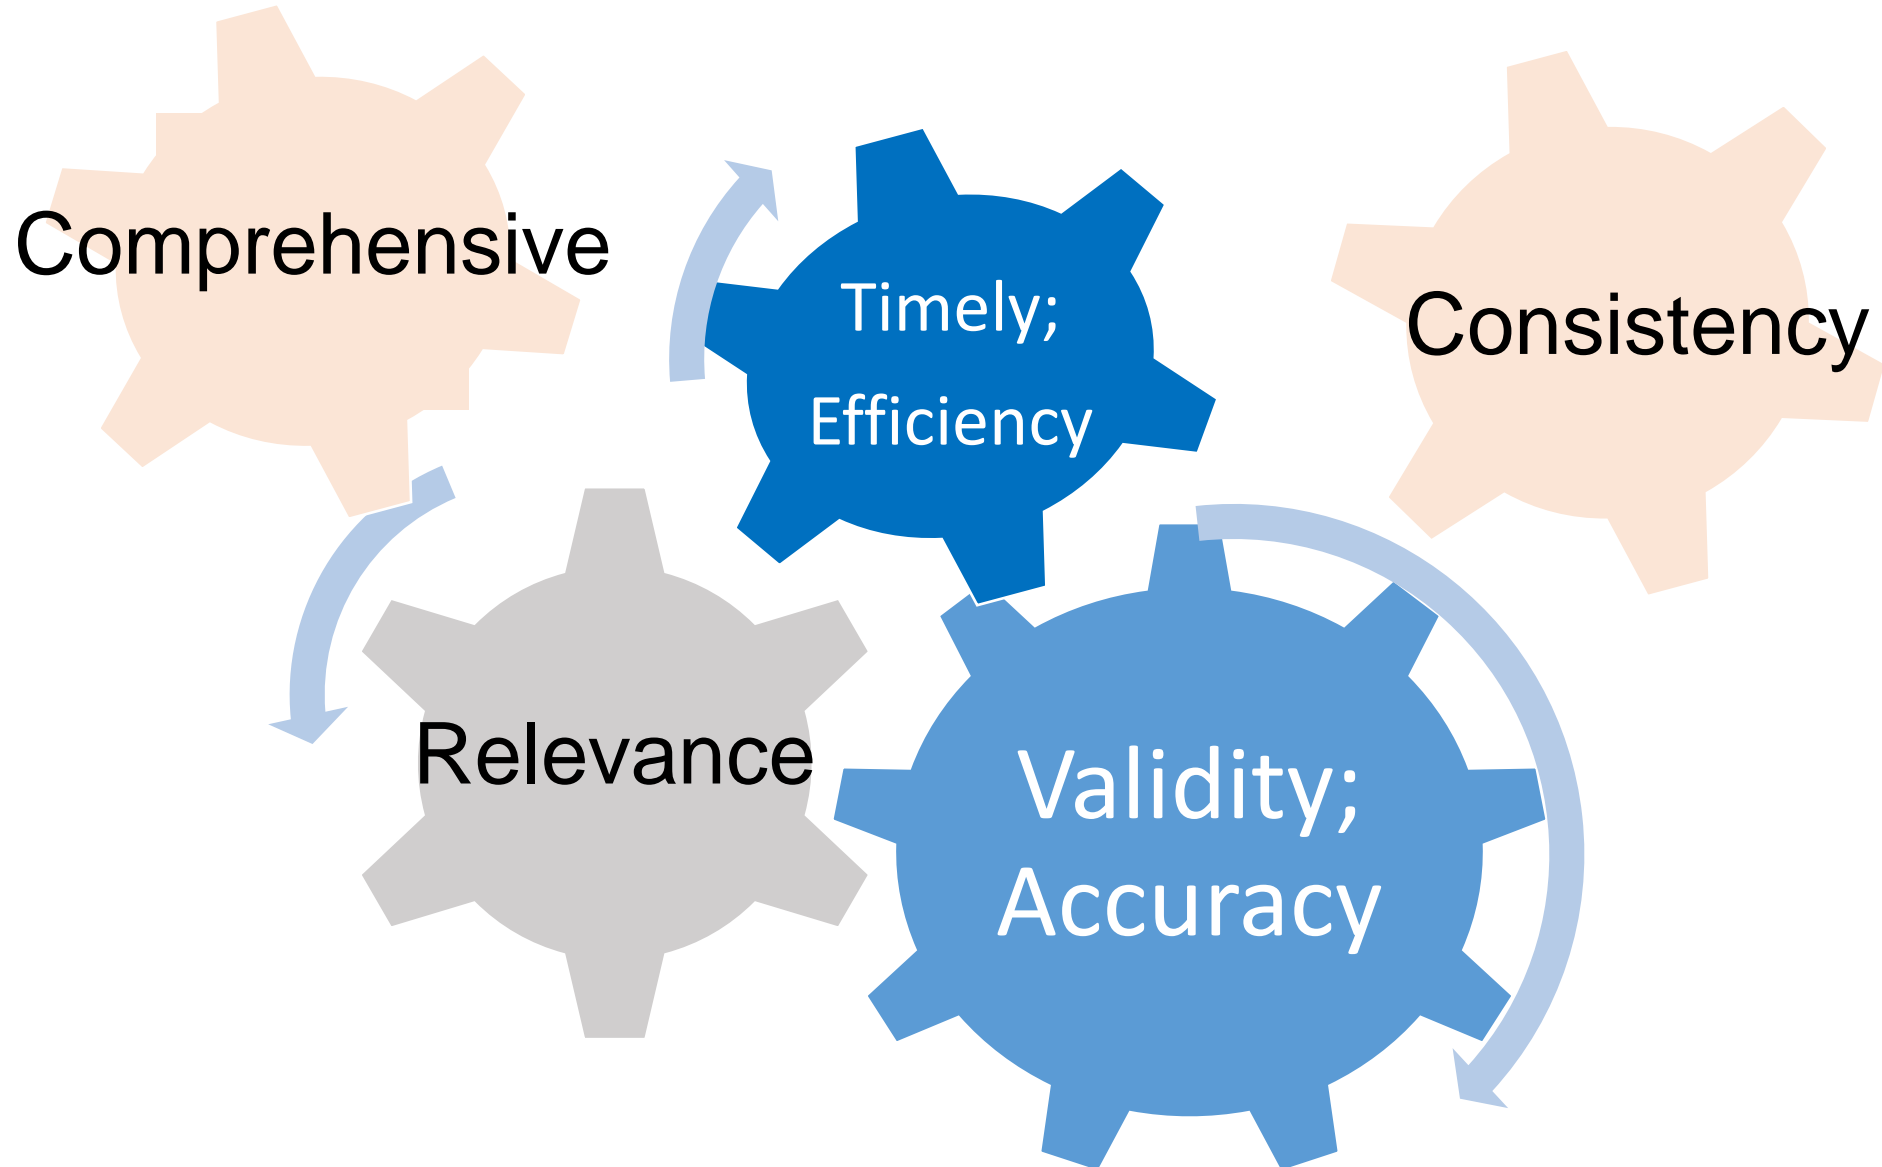 Comprehensive
Timely;
Efficiency
Consistency
Relevance
Validity;
Accuracy